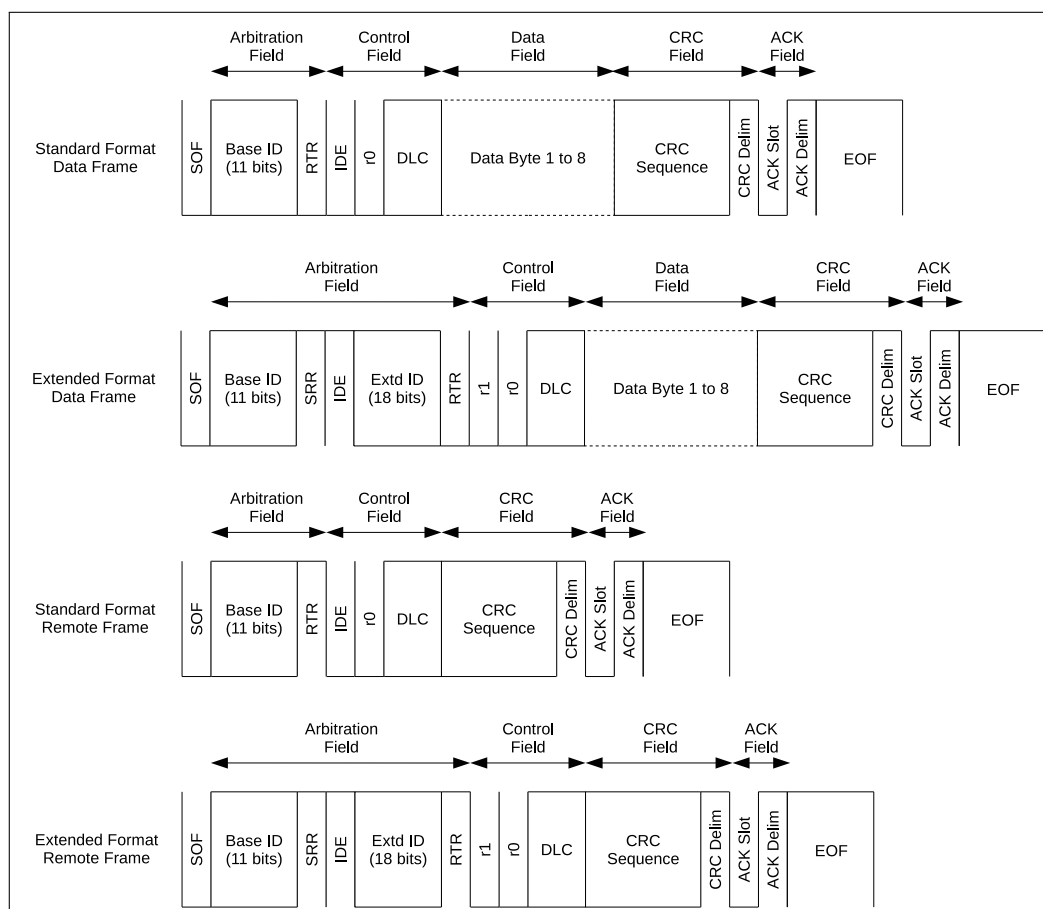 Arbitration
Field
Control
Field
Data
Field
CRC
Field
ACK
Field
Standard Format
Data Frame
SOF
Base ID
(11 bits)
RTR
IDE
r0
DLC
Data Byte 1 to 8
CRC
Sequence
CRC Delim
ACK Slot
ACK Delim
EOF
Arbitration
Field
Control
Field
Data
Field
CRC
Field
ACK
Field
Extended Format
Data Frame
SOF
Base ID
(11 bits)
SRR
IDE
Extd ID
(18 bits)
RTR
r1
r0
DLC
Data Byte 1 to 8
CRC
Sequence
CRC Delim
ACK Slot
ACK Delim
EOF
Arbitration
Field
Control
Field
CRC
Field
ACK
Field
Standard Format
Remote Frame
SOF
Base ID
(11 bits)
RTR
IDE
r0
DLC
CRC
Sequence
CRC Delim
ACK Slot
ACK Delim
EOF
Arbitration
Field
Control
Field
CRC
Field
ACK
Field
Extended Format
Remote Frame
SOF
Base ID
(11 bits)
SRR
IDE
Extd ID
(18 bits)
RTR
r1
r0
DLC
CRC
Sequence
CRC Delim
ACK Slot
ACK Delim
EOF